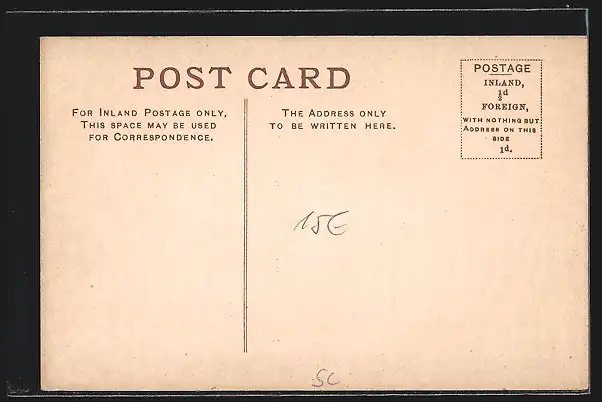 POST CARD
FOR INLAND POSTAGE ONLY,
THIS SPACE MAY BE USED
FOR CORRESPONDENCE.
THE ADDRESS ONLY
TO BE WRITTEN HERE.
POSTAGE
INLAND,
½d
FOREIGN,
WITH NOTHING BUT
ADDRESS ON THIS
SIDE
1d.
15€
SC